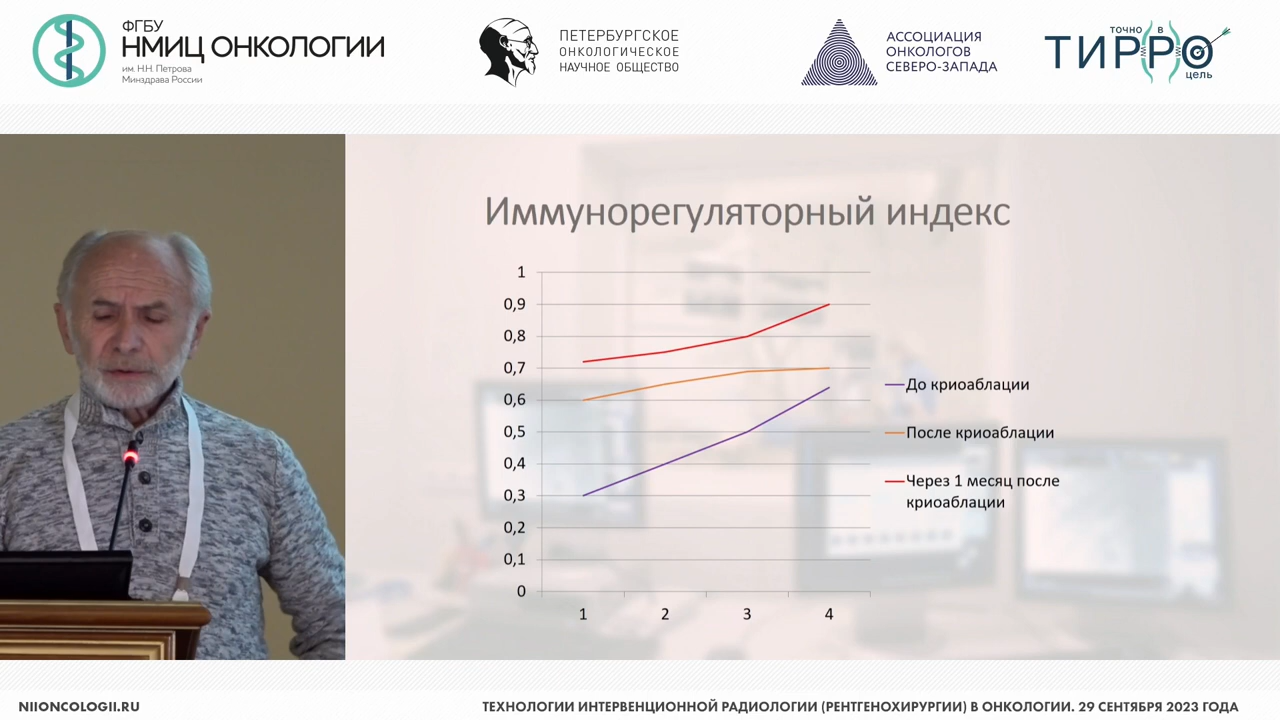 ФГБУ
НМИЦ ОНКОЛОГИИ
им. Н.Н. Петрова
Минздрава России
ПЕТЕРБУРГСКОЕ
ОНКОЛОГИЧЕСКОЕ
НАУЧНОЕ ОБЩЕСТВО
АССОЦИАЦИЯ
ОНКОЛОГОВ
СЕВЕРО-ЗАПАДА
ТОЧНО В
ТИРРО
цель
Иммунорегуляторный индекс
1
0,9
0,8
0,7
0,6
0,5
0,4
0,3
0,2
0,1
0
1 2 3 4
До криоаблации
После криоаблации
Через 1 месяц после
криоаблации
NIIONCOLOGII.RU
ТЕХНОЛОГИИ ИНТЕРВЕНЦИОННОЙ РАДИОЛОГИИ (РЕНТГЕНОХИРУРГИИ) В ОНКОЛОГИИ. 29 СЕНТЯБРЯ 2023 ГОДА